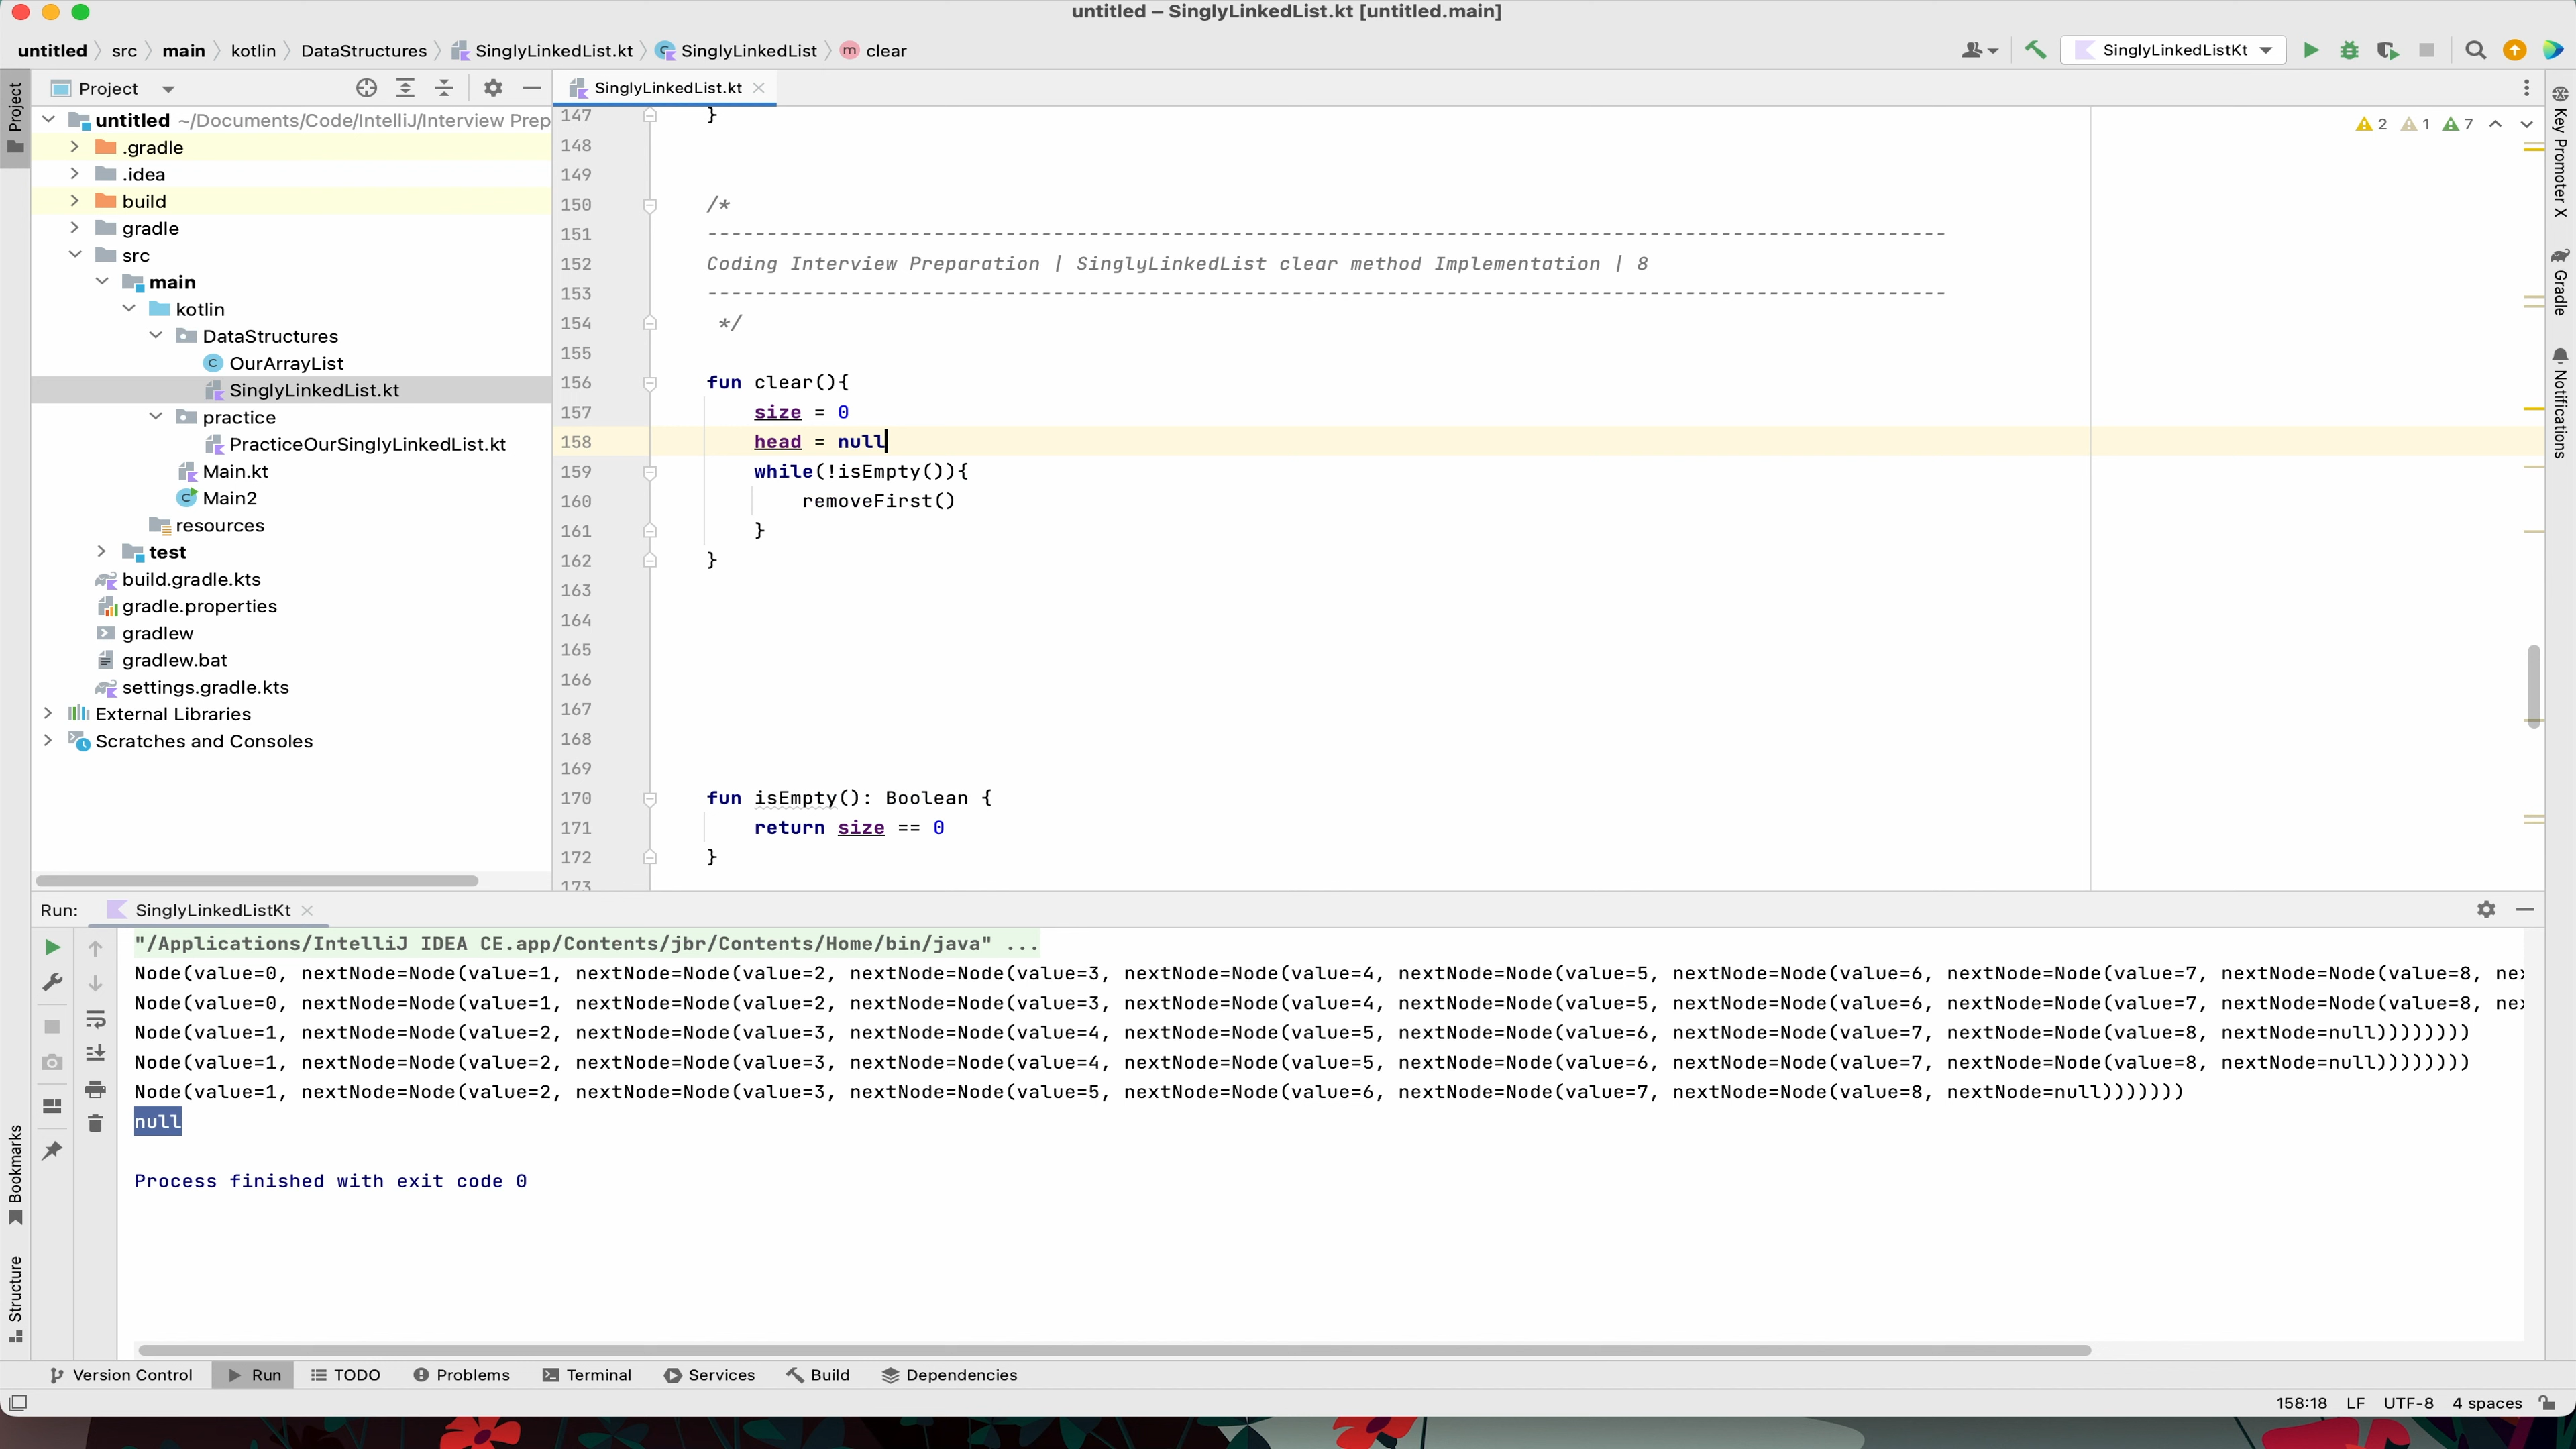 untitled – SinglyLinkedList.kt [untitled.main]
untitled src main kotlin DataStructures SinglyLinkedList.kt SinglyLinkedList m clear
SinglyLinkedListKt
Project
Project
SinglyLinkedList.kt
untitled ~/Documents/Code/IntelliJ/Interview Prep
.gradle
.idea
build
gradle
src
main
kotlin
DataStructures
OurArrayList
SinglyLinkedList.kt
practice
PracticeOurSinglyLinkedList.kt
Main.kt
Main2
resources
test
build.gradle.kts
gradle.properties
gradlew
gradlew.bat
settings.gradle.kts
External Libraries
Scratches and Consoles
2 1 7
147 }
148
149
150 /*
151 --------------------------------------------------------------------------------------------------------
152 Coding Interview Preparation | SinglyLinkedList clear method Implementation | 8
153 --------------------------------------------------------------------------------------------------------
154 */
155
156 fun clear(){
157 size = 0
158 head = null
159 while(!isEmpty()){
160 removeFirst()
161 }
162 }
163
164
165
166
167
168
169
170 fun isEmpty(): Boolean {
171 return size == 0
172 }
173
Key Promoter X
Gradle
Notifications
Run: SinglyLinkedListKt
"/Applications/IntelliJ IDEA CE.app/Contents/jbr/Contents/Home/bin/java" ...
Node(value=0, nextNode=Node(value=1, nextNode=Node(value=2, nextNode=Node(value=3, nextNode=Node(value=4, nextNode=Node(value=5, nextNode=Node(value=6, nextNode=Node(value=7, nextNode=Node(value=8, nex
Node(value=0, nextNode=Node(value=1, nextNode=Node(value=2, nextNode=Node(value=3, nextNode=Node(value=4, nextNode=Node(value=5, nextNode=Node(value=6, nextNode=Node(value=7, nextNode=Node(value=8, nex
Node(value=1, nextNode=Node(value=2, nextNode=Node(value=3, nextNode=Node(value=4, nextNode=Node(value=5, nextNode=Node(value=6, nextNode=Node(value=7, nextNode=Node(value=8, nextNode=null))))))))
Node(value=1, nextNode=Node(value=2, nextNode=Node(value=3, nextNode=Node(value=4, nextNode=Node(value=5, nextNode=Node(value=6, nextNode=Node(value=7, nextNode=Node(value=8, nextNode=null))))))))
Node(value=1, nextNode=Node(value=2, nextNode=Node(value=3, nextNode=Node(value=5, nextNode=Node(value=6, nextNode=Node(value=7, nextNode=Node(value=8, nextNode=null)))))))
null
Process finished with exit code 0
Bookmarks
Structure
Version Control Run TODO Problems Terminal Services Build Dependencies
158:18 LF UTF-8 4 spaces